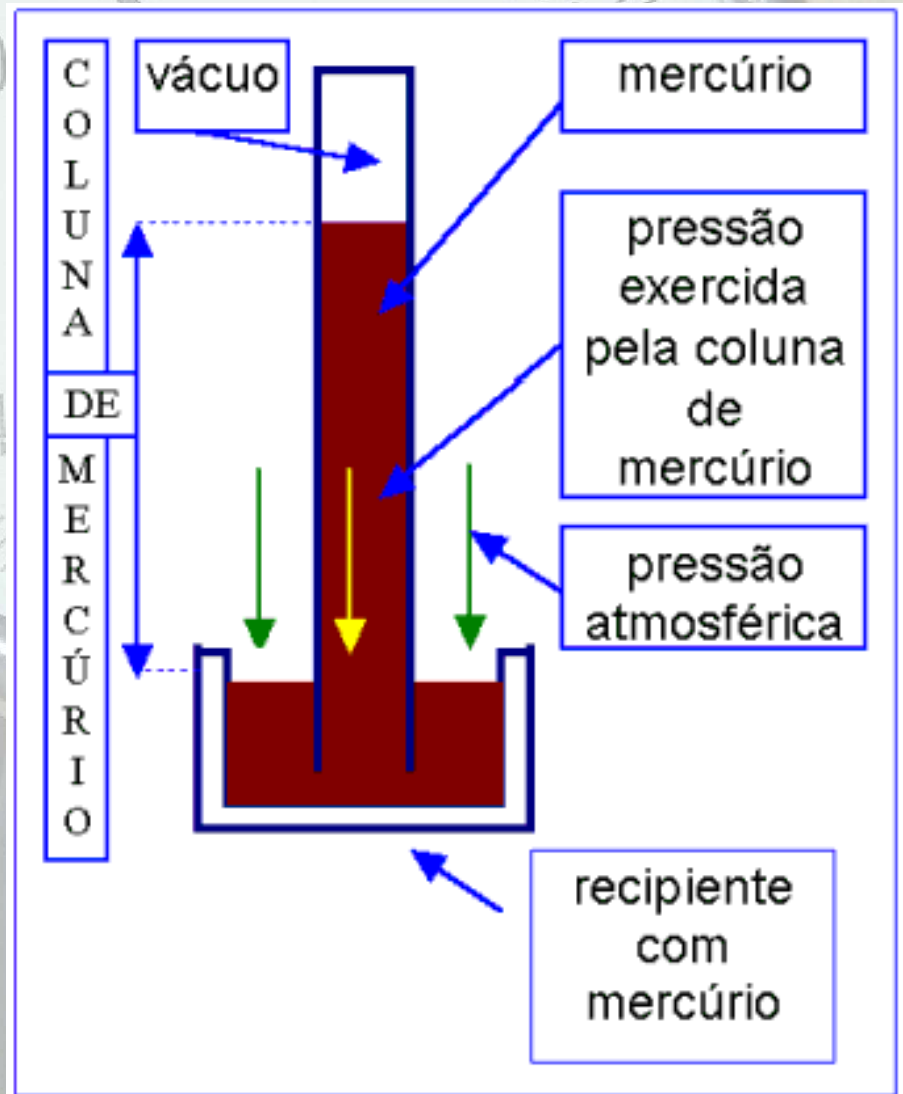 C
O
L
U
N
A
DE
M
E
R
C
Ú
R
I
O
vácuo
mercúrio
pressão
exercida
pela coluna
de
mercúrio
pressão
atmosférica
recipiente
com
mercúrio